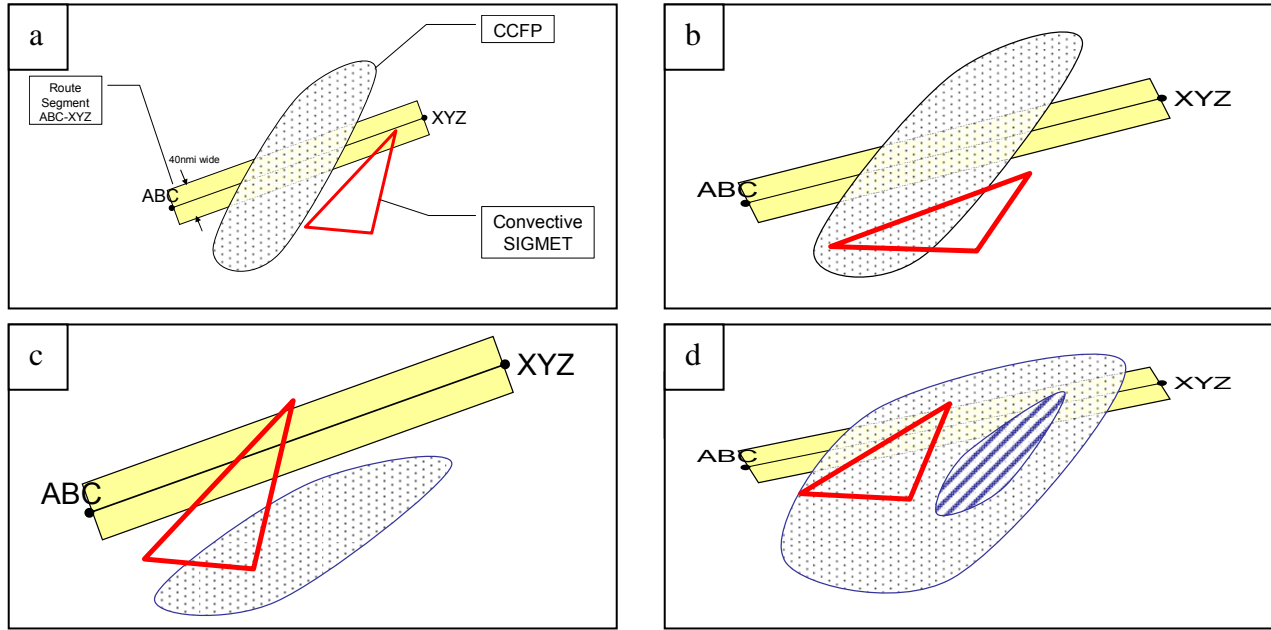 a
CCFP
Route
Segment
ABC-XYZ
XYZ
40nmi wide
ABC
Convective
SIGMET
b
XYZ
ABC
c
XYZ
ABC
d
XYZ
ABC